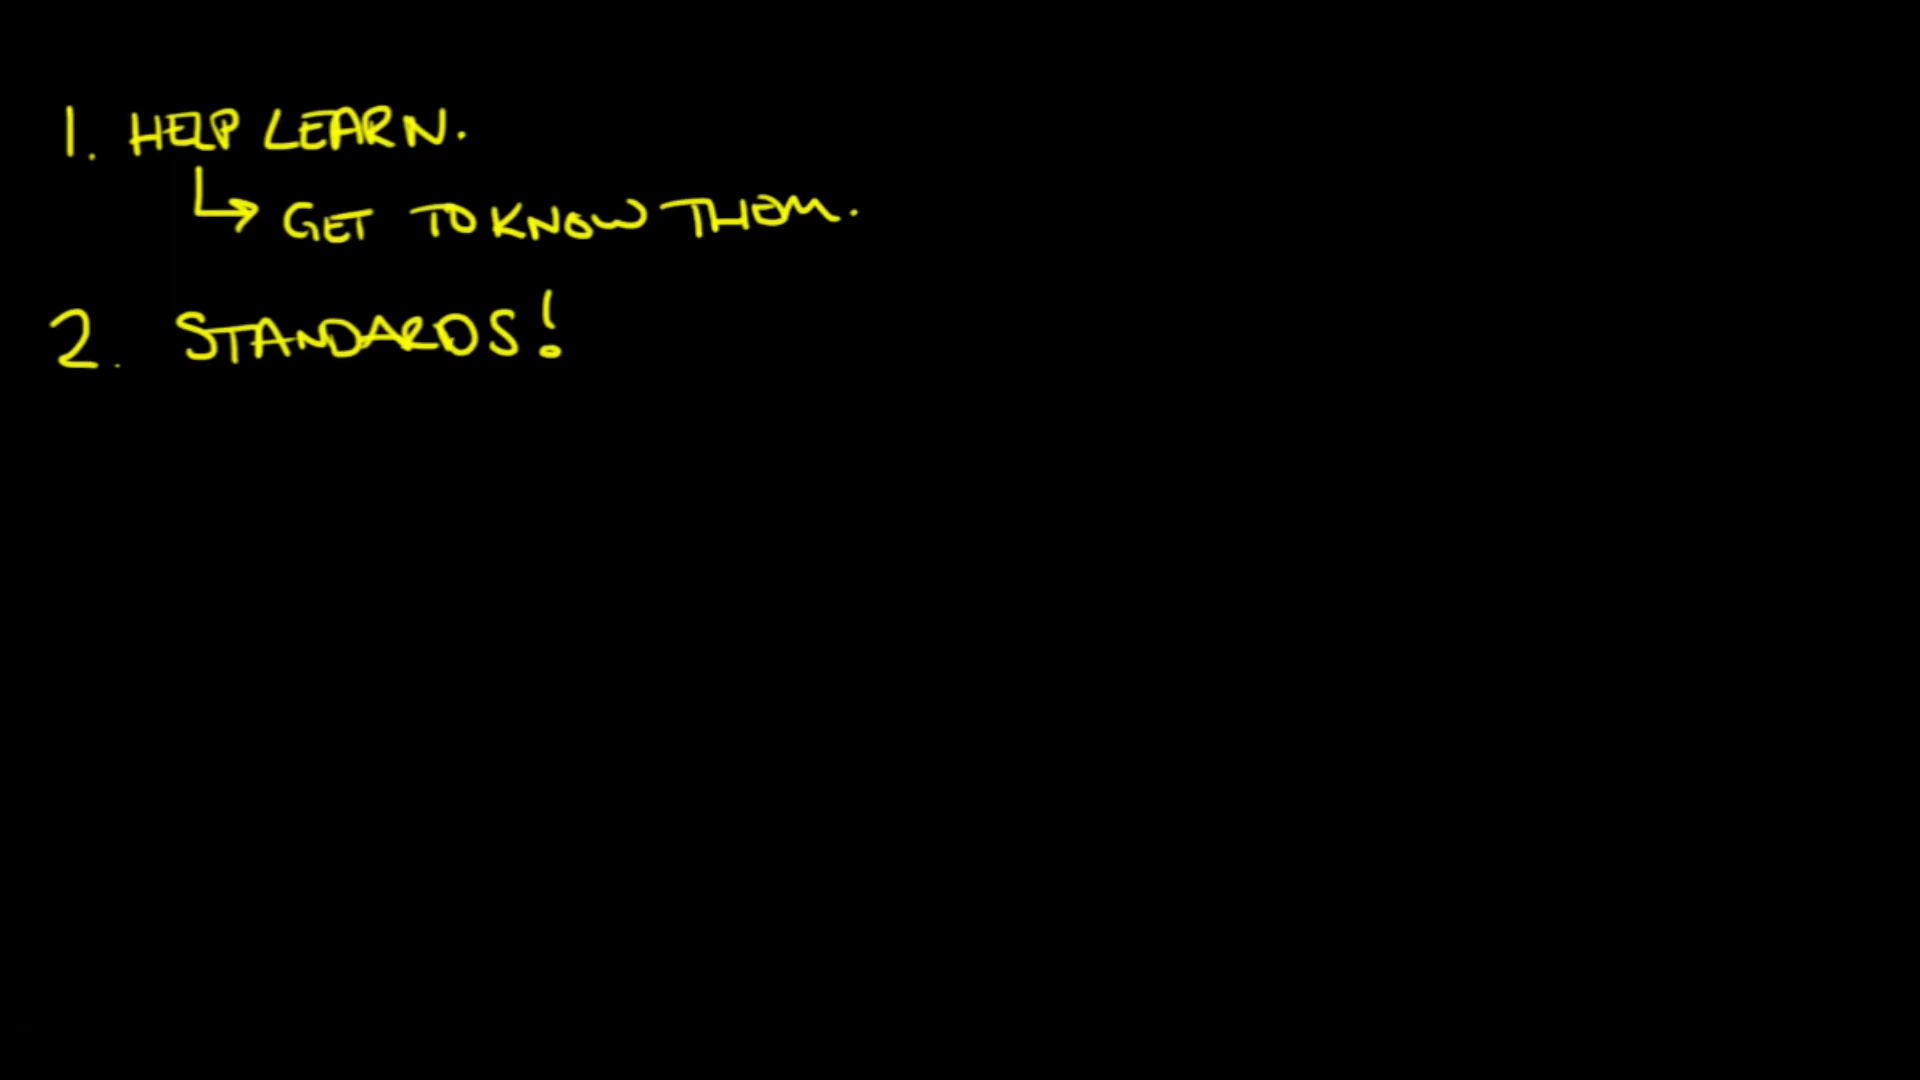 1. HELP LEARN.
↳ GET TO KNOW THEM.
2. STANDARDS!